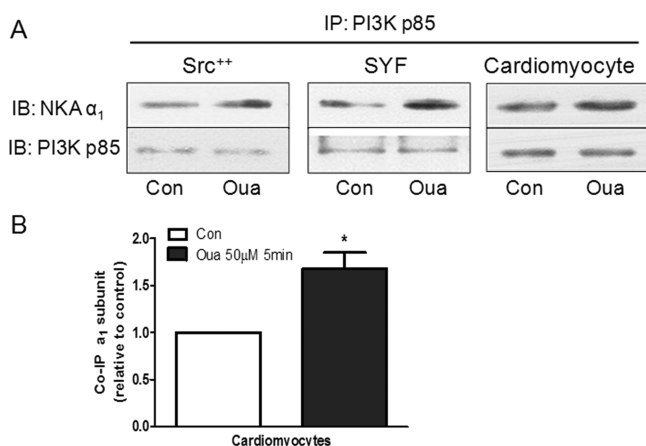 A
IP: PI3K p85
Src⁺⁺ SYF Cardiomyocyte
IB: NKA α₁
IB: PI3K p85
Con Oua Con Oua Con Oua
B
Con
Oua 50μM 5min
*
2.0
1.5
1.0
0.5
0.0
Co-IP a₁ subunit
(relative to control)
Cardiomyocytes